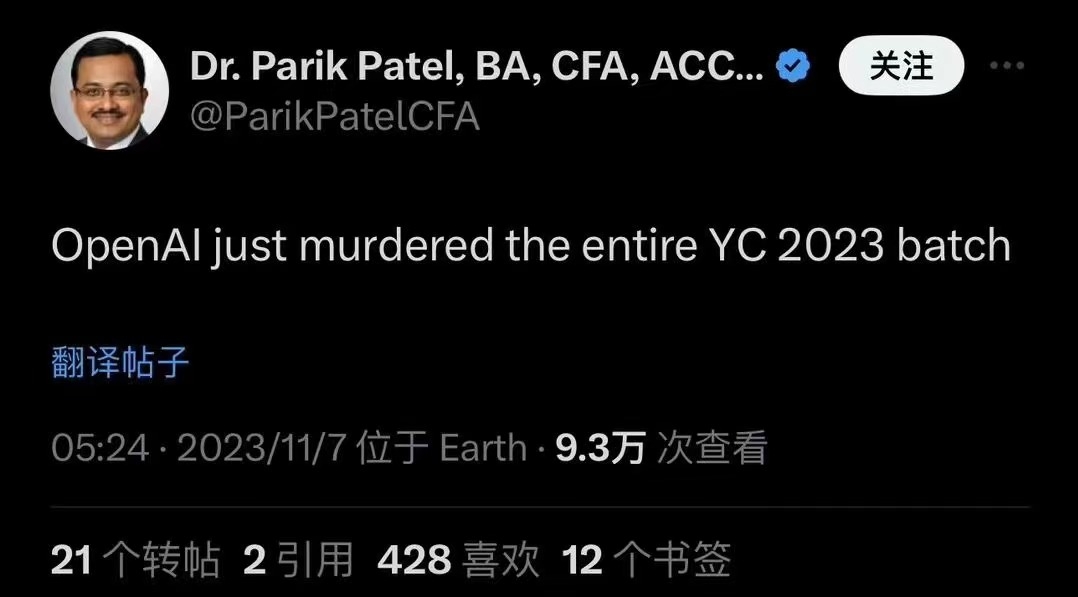 Dr. Parik Patel, BA, CFA, ACC... 关注
@ParikPatelCFA
OpenAI just murdered the entire YC 2023 batch
翻译帖子
05:24 · 2023/11/7 位于 Earth · 9.3万 次查看
21 个转帖 2 引用 428 喜欢 12 个书签